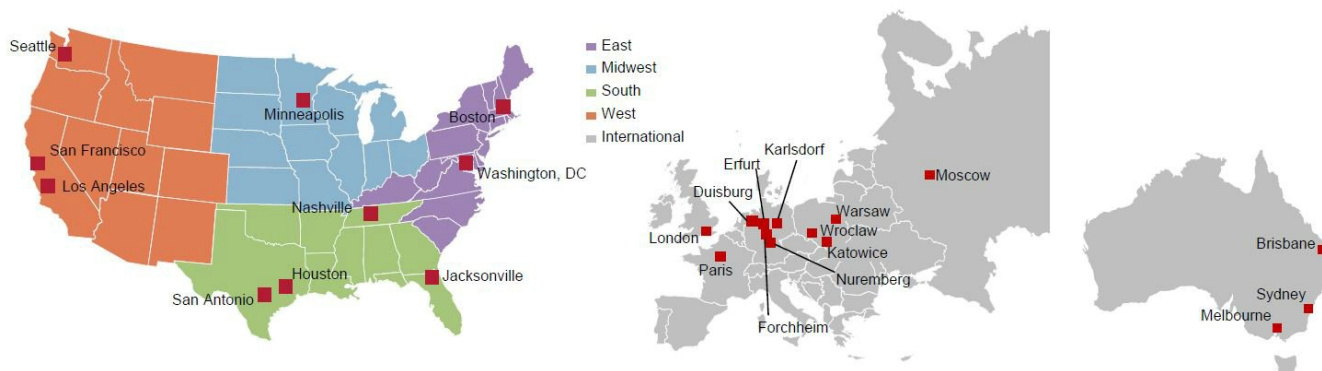 Seattle
Minneapolis
Boston
San Francisco
Los Angeles
Washington, DC
Nashville
Houston
San Antonio
Jacksonville
East
Midwest
South
West
International
Karlsdorf
Erfurt
Duisburg
Moscow
Warsaw
London
Wroclaw
Katowice
Paris
Nuremberg
Forchheim
Brisbane
Sydney
Melbourne